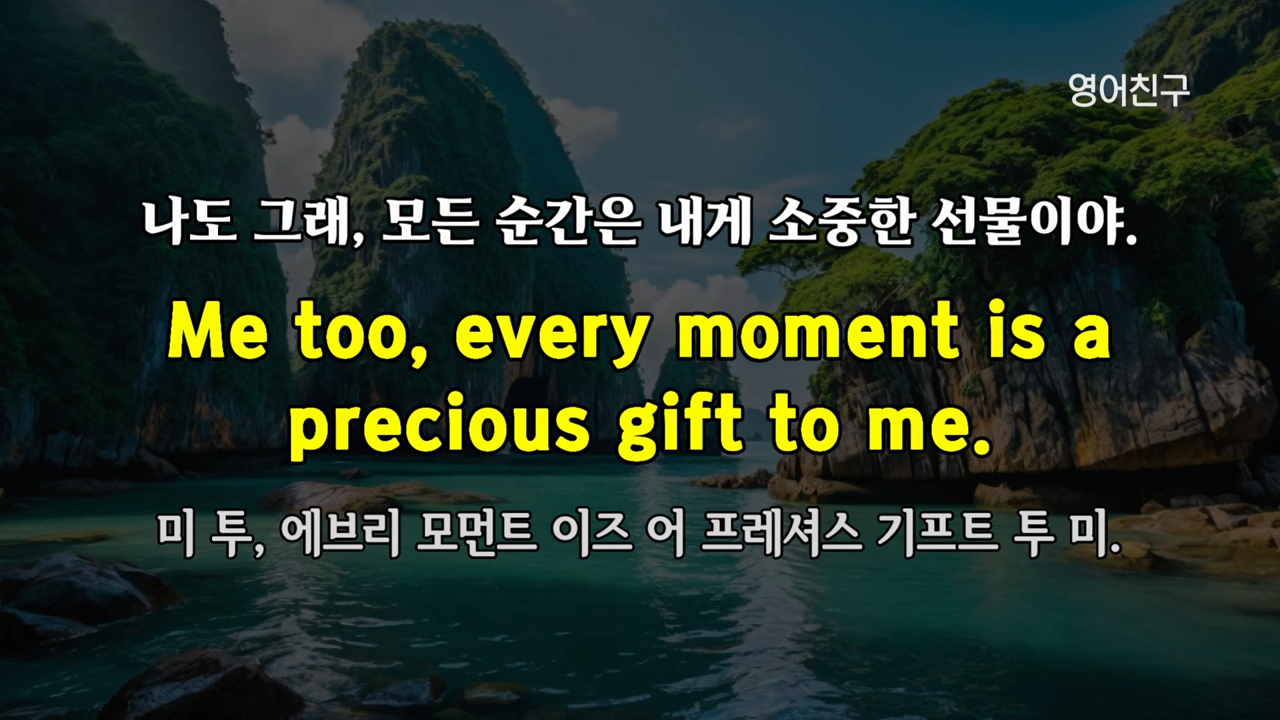 영어친구
나도 그래, 모든 순간은 내게 소중한 선물이야.
Me too, every moment is a
precious gift to me.
미 투, 에브리 모먼트 이즈 어 프레셔스 기프트 투 미.